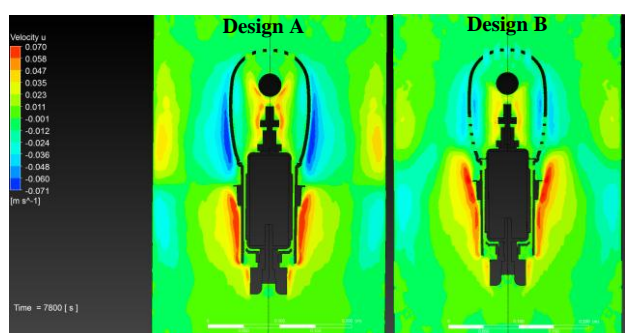 Design A
Design B
Velocity u
0.070
0.058
0.047
0.035
0.023
0.011
-0.001
-0.012
-0.024
-0.036
-0.048
-0.060
-0.071
[m s^-1]
Time = 7800 [ s ]